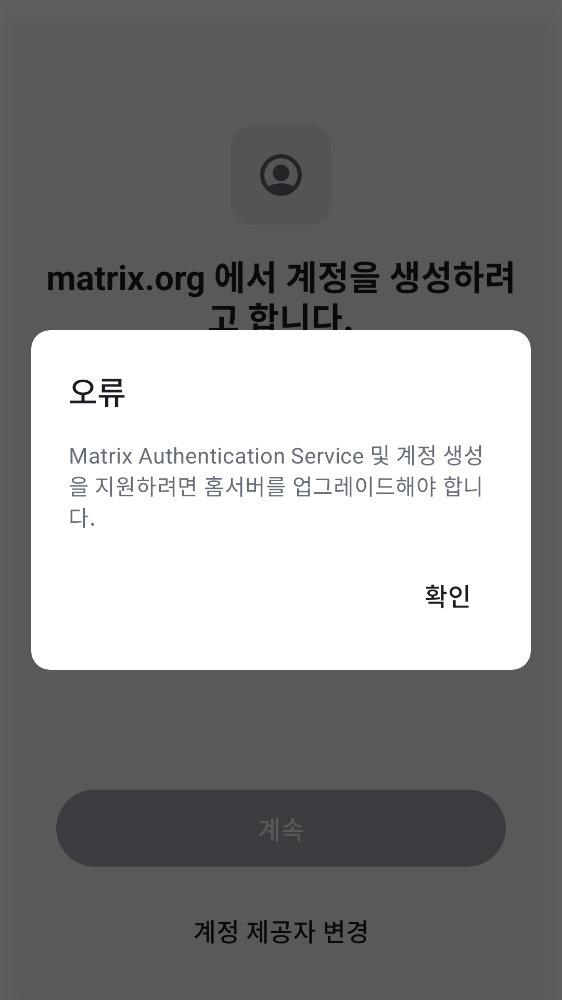 matrix.org 에서 계정을 생성하려
고 합니다.
오류
Matrix Authentication Service 및 계정 생성
을 지원하려면 홈서버를 업그레이드해야 합니
다.
확인
계속
계정 제공자 변경